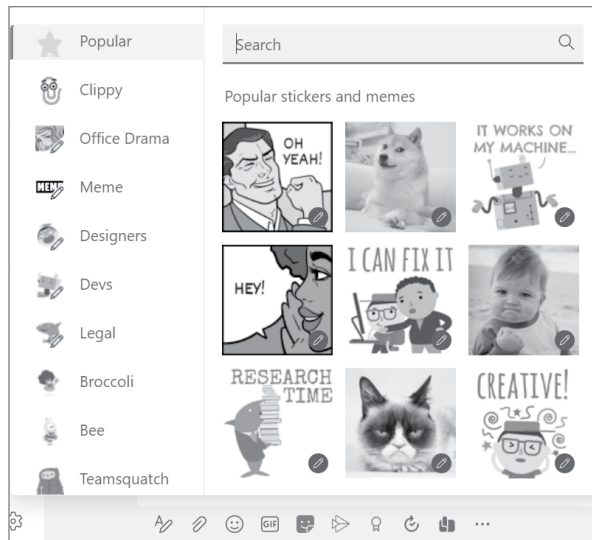 Popular
Clippy
Office Drama
MEME
Meme
Designers
Devs
Legal
Broccoli
Bee
Teamsquatch
Search
Popular stickers and memes
OH
YEAH!
IT WORKS ON
MY MACHINE...
HEY!
I CAN FIX IT
RESEARCH
TIME
CREATIVE!
GIF